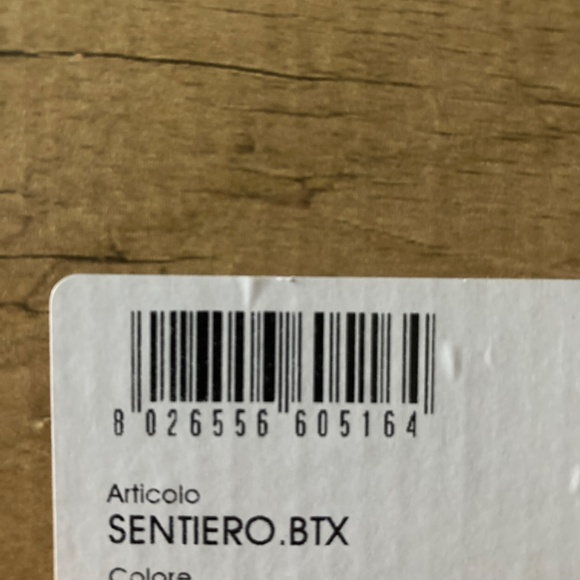 8 026556 605164
Articolo
SENTIERO.BTX
Colore